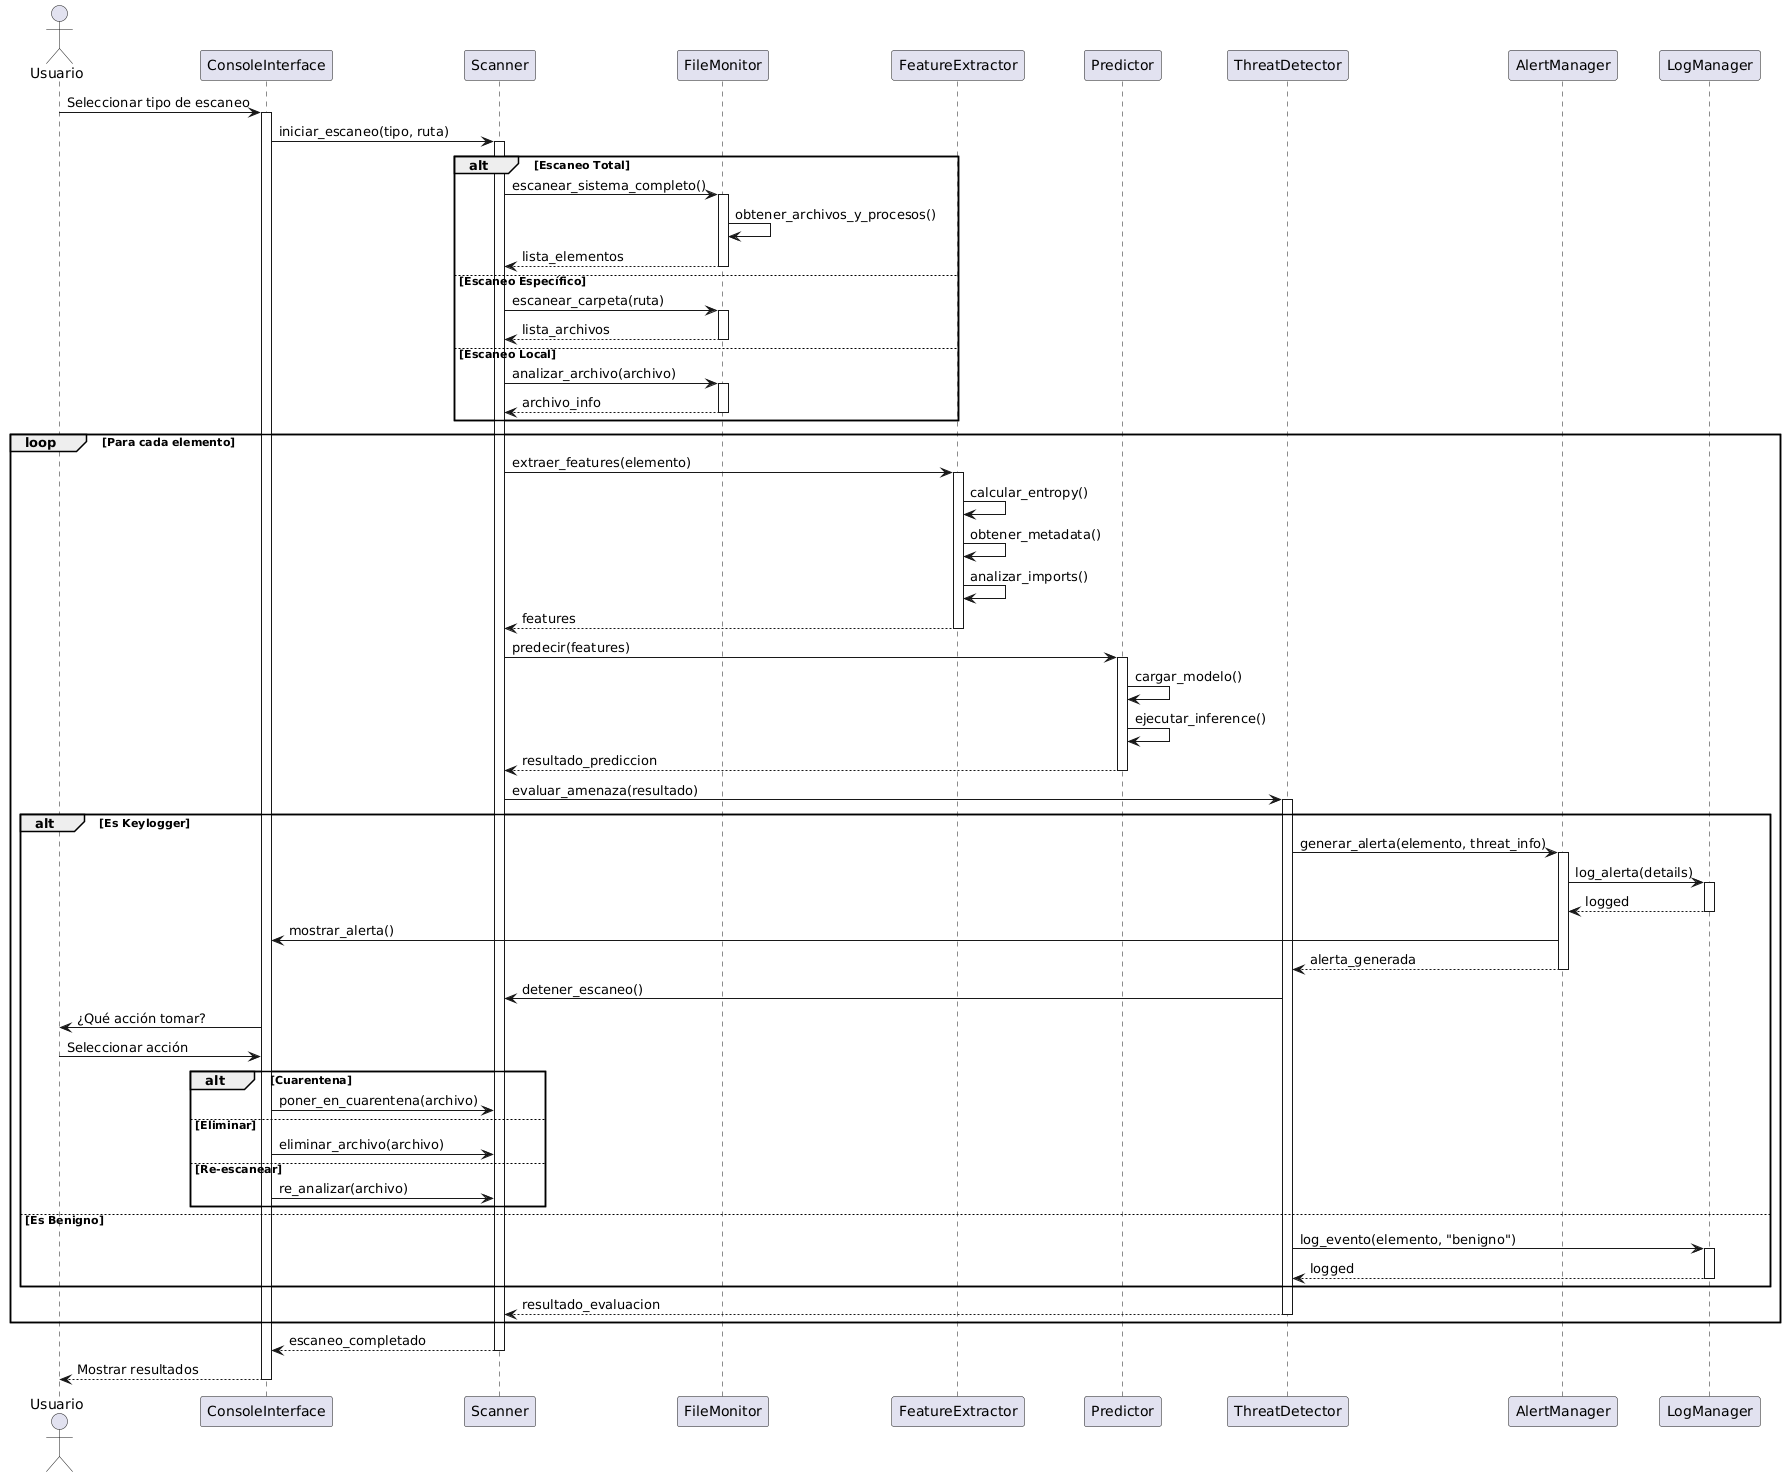 Usuario
ConsoleInterface
Scanner
FileMonitor
FeatureExtractor
Predictor
ThreatDetector
AlertManager
LogManager
Seleccionar tipo de escaneo
iniciar_escaneo(tipo, ruta)
alt
[Escaneo Total]
escanear_sistema_completo()
obtener_archivos_y_procesos()
lista_elementos
[Escaneo Específico]
escanear_carpeta(ruta)
lista_archivos
[Escaneo Local]
analizar_archivo(archivo)
archivo_info
loop
[Para cada elemento]
extraer_features(elemento)
calcular_entropy()
obtener_metadata()
analizar_imports()
features
predecir(features)
cargar_modelo()
ejecutar_inference()
resultado_prediccion
evaluar_amenaza(resultado)
alt
[Es Keylogger]
generar_alerta(elemento, threat_info)
log_alerta(details)
logged
mostrar_alerta()
alerta_generada
detener_escaneo()
¿Qué acción tomar?
Seleccionar acción
alt
[Cuarentena]
poner_en_cuarentena(archivo)
[Eliminar]
eliminar_archivo(archivo)
[Re-escanear]
re_analizar(archivo)
[Es Benigno]
log_evento(elemento, "benigno")
logged
resultado_evaluacion
escaneo_completado
Mostrar resultados
Usuario
ConsoleInterface
Scanner
FileMonitor
FeatureExtractor
Predictor
ThreatDetector
AlertManager
LogManager